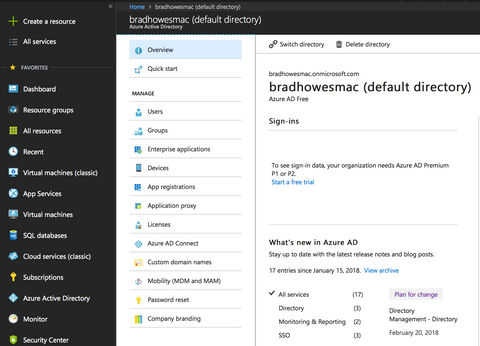 Home > bradhowesmac (default directory)
bradhowesmac (default directory)
Azure Active Directory
Create a resource
All services
FAVORITES
Dashboard
Resource groups
All resources
Recent
Virtual machines (classic)
App Services
Virtual machines
SQL databases
Cloud services (classic)
Subscriptions
Azure Active Directory
Monitor
Security Center
Overview
Quick start
MANAGE
Users
Groups
Enterprise applications
Devices
App registrations
Application proxy
Licenses
Azure AD Connect
Custom domain names
Mobility (MDM and MAM)
Password reset
Company branding
Switch directory Delete directory
bradhowesmac.onmicrosoft.com
bradhowesmac (default directory)
Azure AD Free
Sign-ins
To see sign-in data, your organization needs Azure AD Premium
P1 or P2.
Start a free trial
What's new in Azure AD
Stay up to date with the latest release notes and blog posts.
17 entries since January 15, 2018. View archive
All services (17)
Directory (3)
Monitoring & Reporting (2)
SSO (3)
Plan for change
Directory
Management - Directory
February 20, 2018